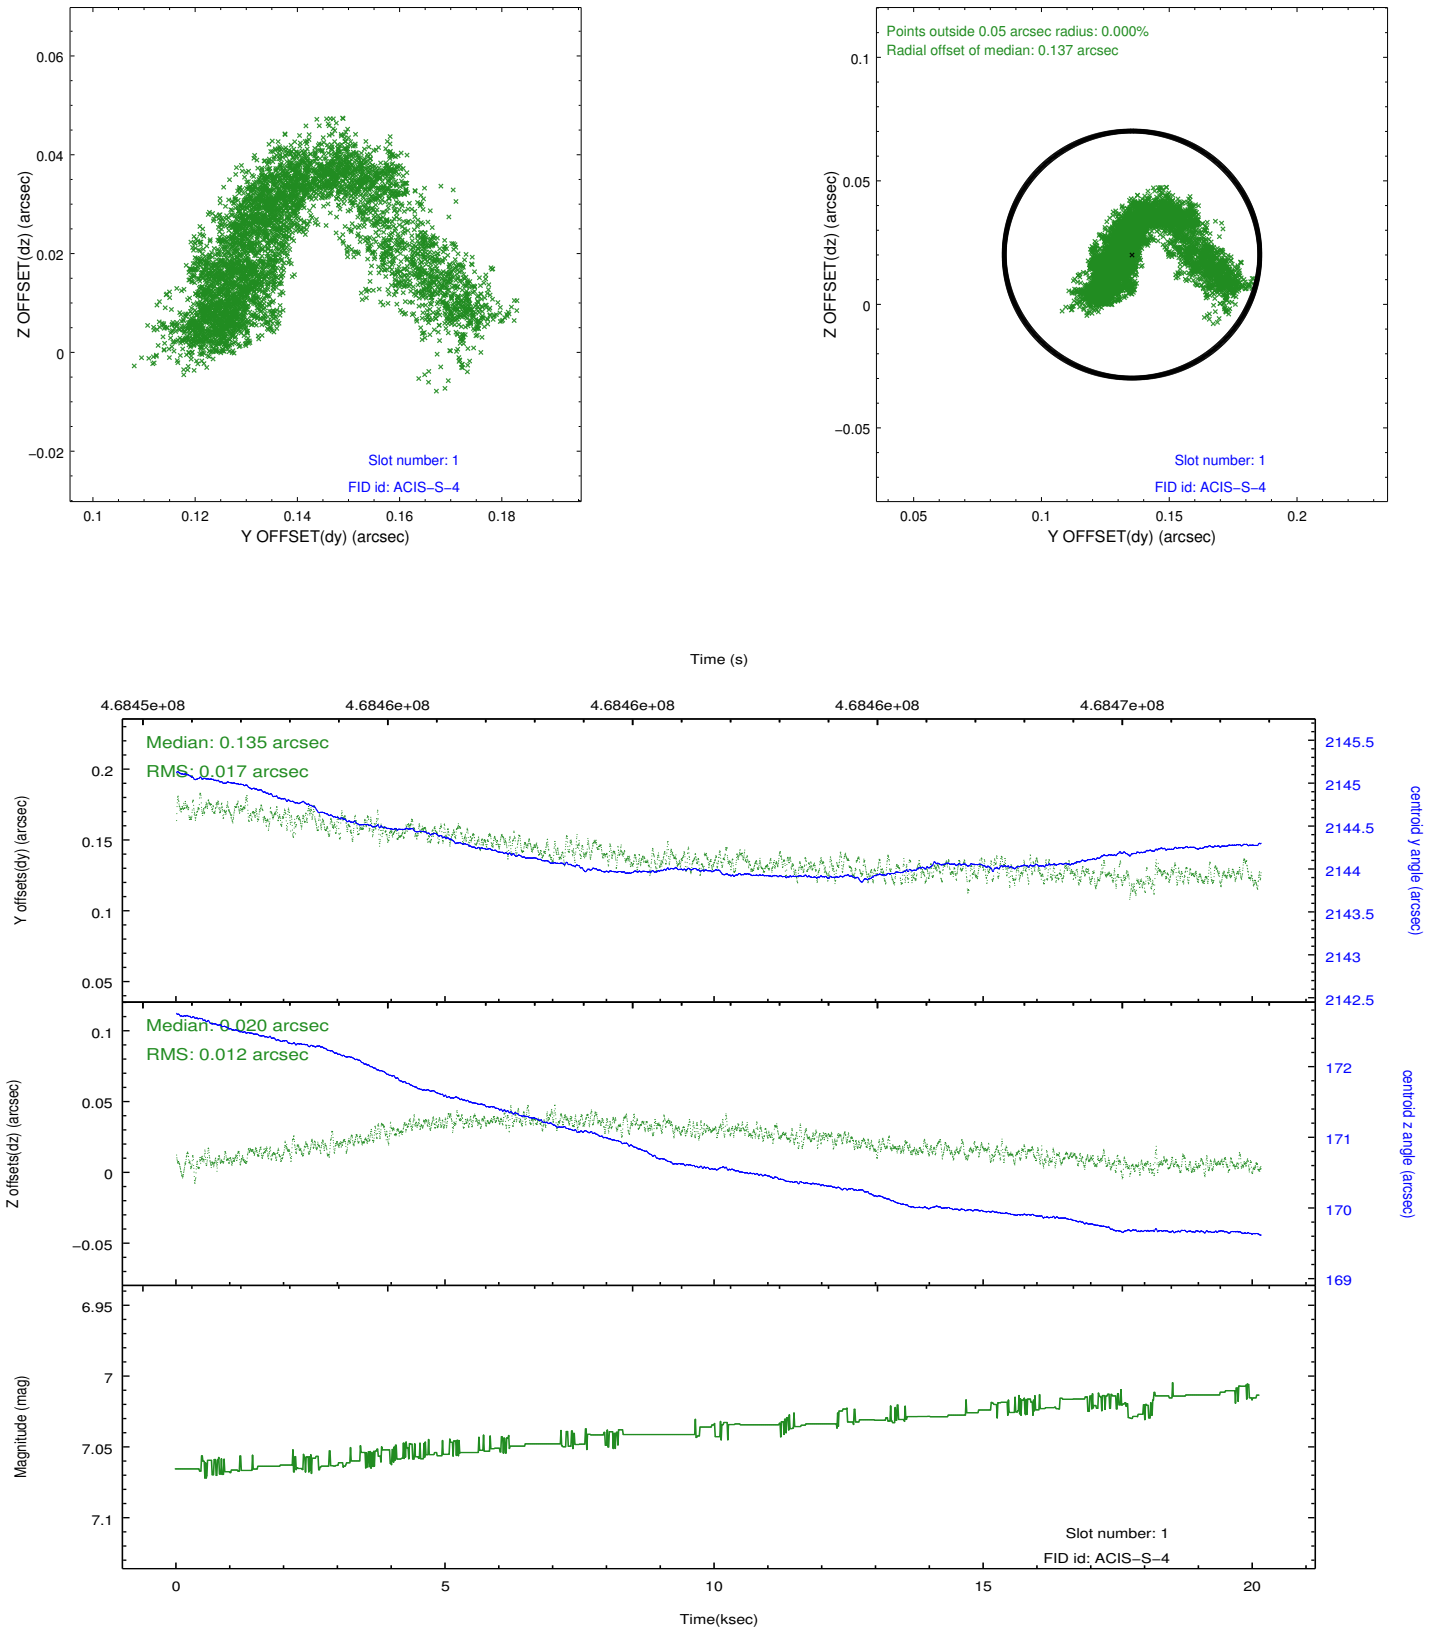 0.06
0.04
0.02
0
−0.02
Z OFFSET(dz) (arcsec)
Slot number: 1
FID id: ACIS−S−4
0.1 0.12 0.14 0.16 0.18
Y OFFSET(dy) (arcsec)
Points outside 0.05 arcsec radius: 0.000%
Radial offset of median: 0.137 arcsec
0.1
0.05
0
−0.05
Z OFFSET(dz) (arcsec)
Slot number: 1
FID id: ACIS−S−4
0.05 0.1 0.15 0.2
Y OFFSET(dy) (arcsec)
Time (s)
4.6845e+08 4.6846e+08 4.6846e+08 4.6846e+08 4.6847e+08
Median: 0.135 arcsec
RMS: 0.017 arcsec
0.2
0.15
0.1
0.05
Y offsets(dy) (arcsec)
2145.5
2145
2144.5
2144
2143.5
2143
2142.5
centroid y angle (arcsec)
Median: 0.020 arcsec
RMS: 0.012 arcsec
0.1
0.05
0
−0.05
Z offsets(dz) (arcsec)
172
171
170
169
centroid z angle (arcsec)
6.95
7
7.05
7.1
Magnitude (mag)
Slot number: 1
FID id: ACIS−S−4
0 5 10 15 20
Time(ksec)